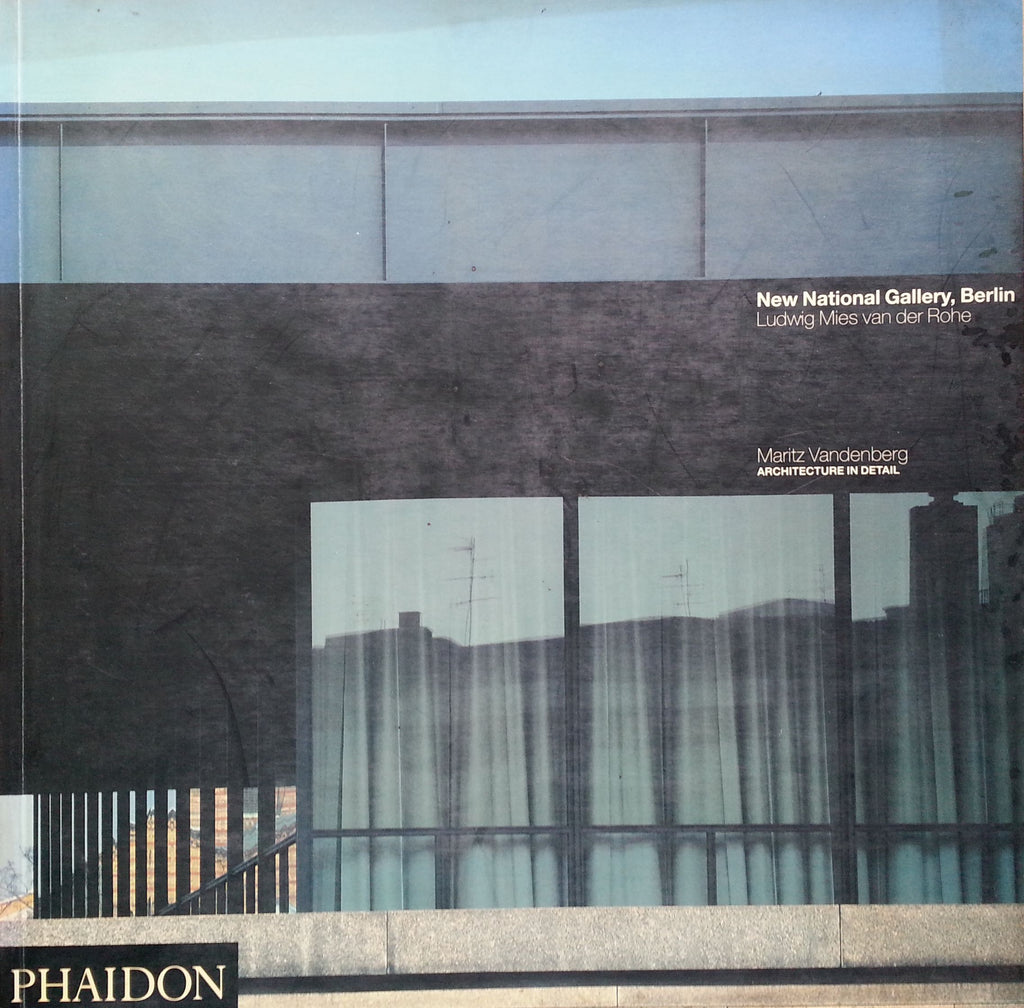 New National Gallery, Berlin
Ludwig Mies van der Rohe
Maritz Vandenberg
ARCHITECTURE IN DETAIL
PHAIDON